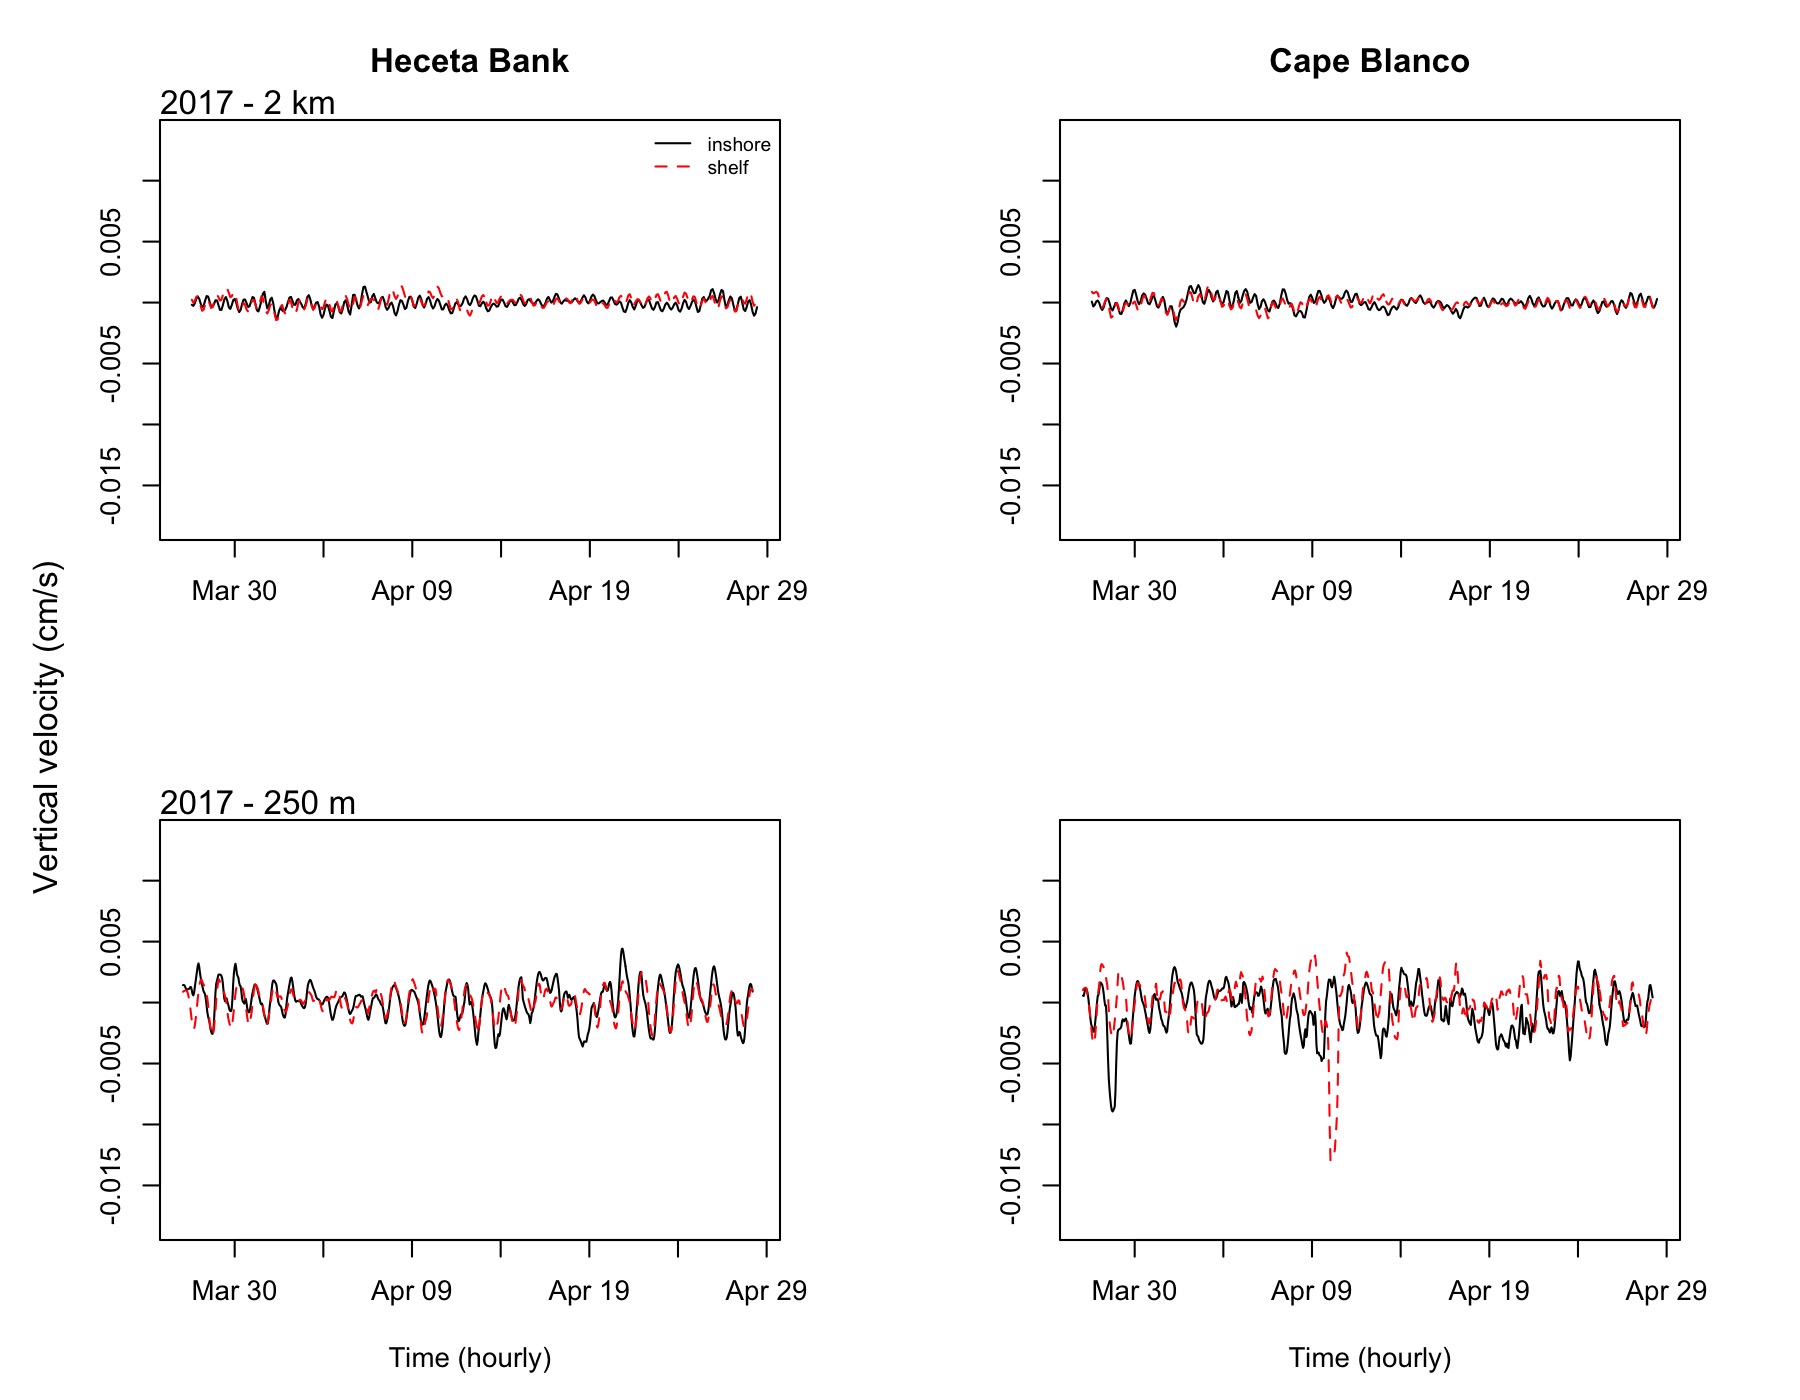 Heceta Bank
Cape Blanco
2017 - 2 km
inshore
shelf
0.005
-0.005
-0.015
Mar 30
Apr 09
Apr 19
Apr 29
0.005
-0.005
-0.015
Mar 30
Apr 09
Apr 19
Apr 29
Vertical velocity (cm/s)
2017 - 250 m
0.005
-0.005
-0.015
Mar 30
Apr 09
Apr 19
Apr 29
Time (hourly)
0.005
-0.005
-0.015
Mar 30
Apr 09
Apr 19
Apr 29
Time (hourly)